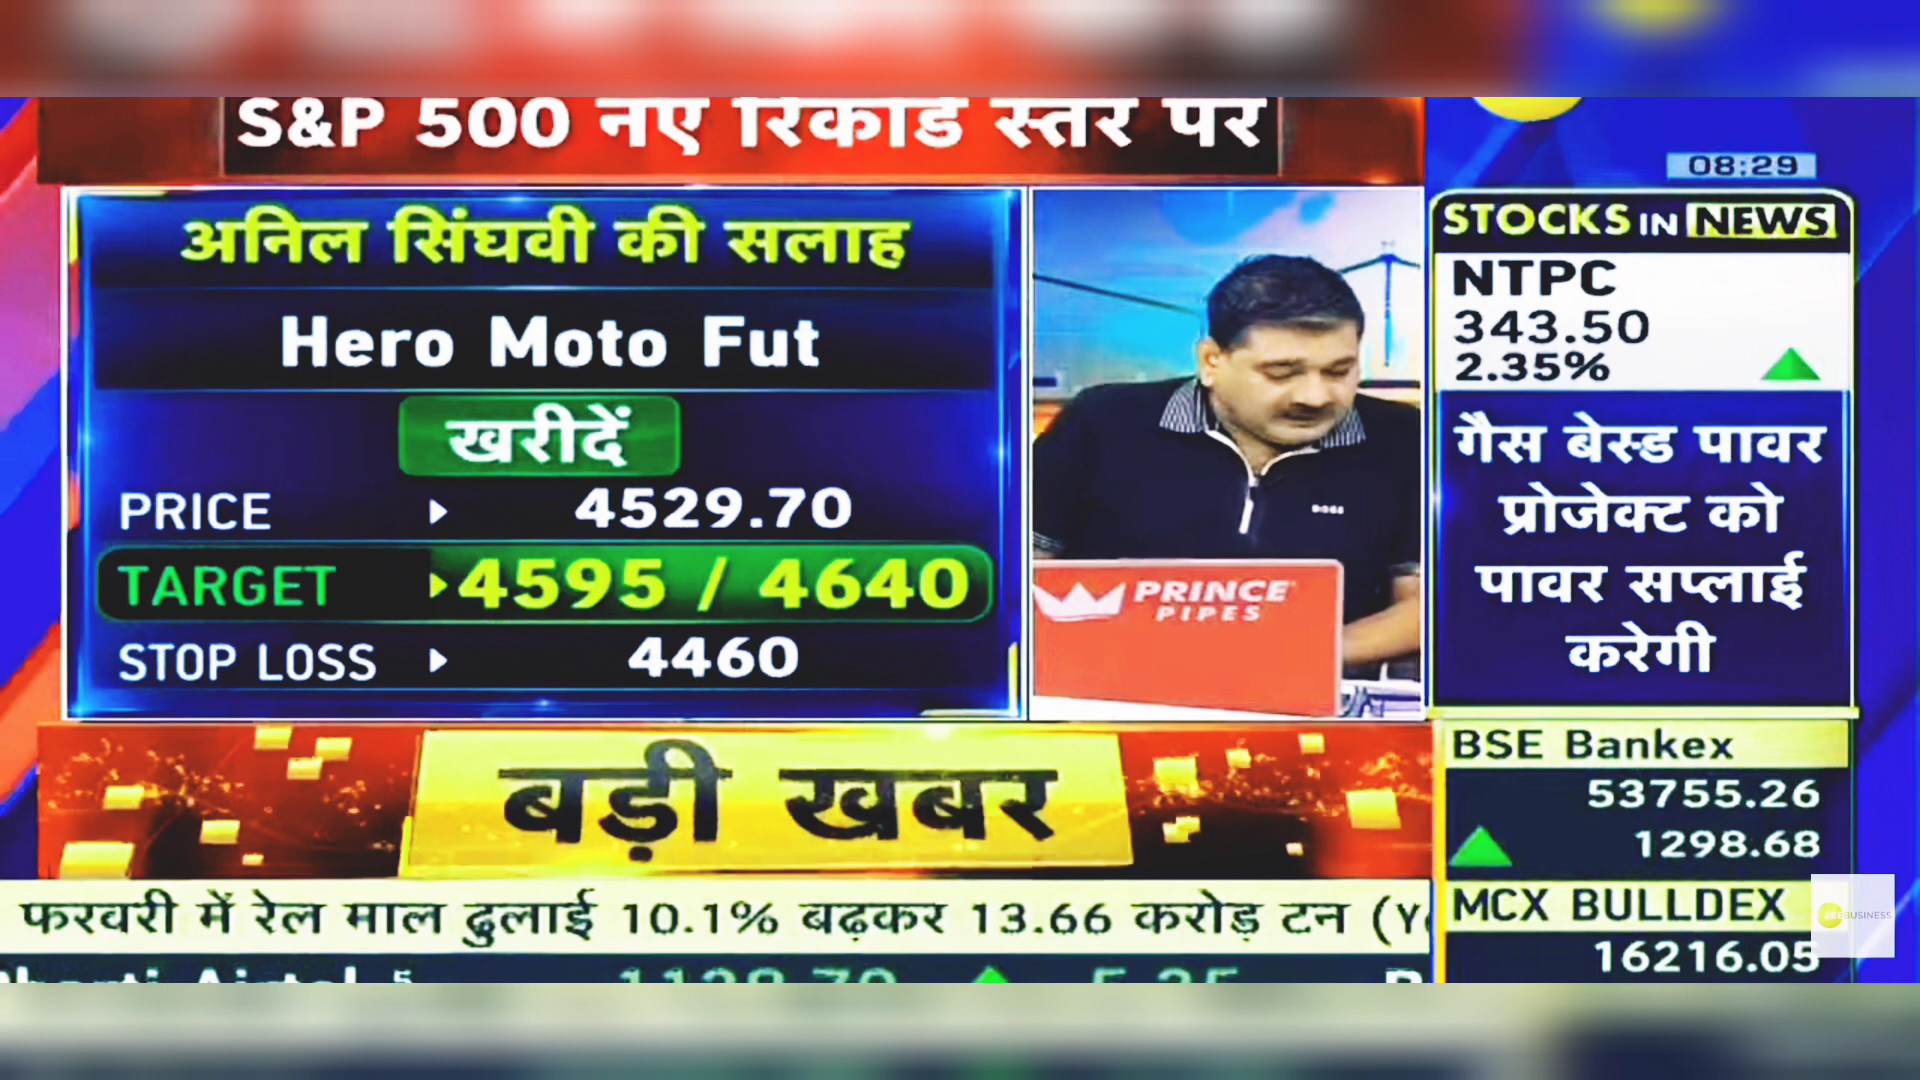 S&P 500 नए रिकार्ड स्तर पर
08:29
अनिल सिंघवी की सलाह
Hero Moto Fut
खरीदें
PRICE 4529.70
TARGET 4595 / 4640
STOP LOSS 4460
BOSS
PRINCE
PIPES
STOCKS IN NEWS
NTPC
343.50
2.35%
गैस बेस्ड पावर
प्रोजेक्ट को
पावर सप्लाई
करेगी
बड़ी खबर
BSE Bankex
53755.26
1298.68
MCX BULLDEX
16216.05
ZEEBUSINESS
फरवरी में रेल माल ढुलाई 10.1% बढ़कर 13.66 करोड़ टन